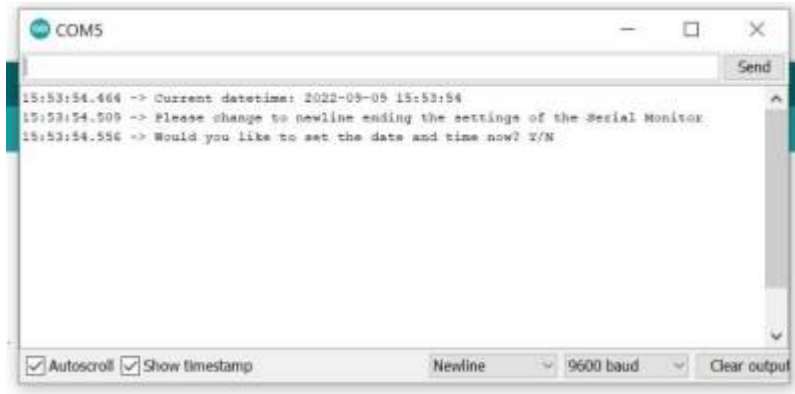 COM5
Send
15:53:54.464 -> Current datetime: 2022-09-09 15:53:54
15:53:54.509 -> Please change to newline ending the settings of the Serial Monitor
15:53:54.556 -> Would you like to set the date and time now? Y/N
Autoscroll Show timestamp Newline 9600 baud Clear output